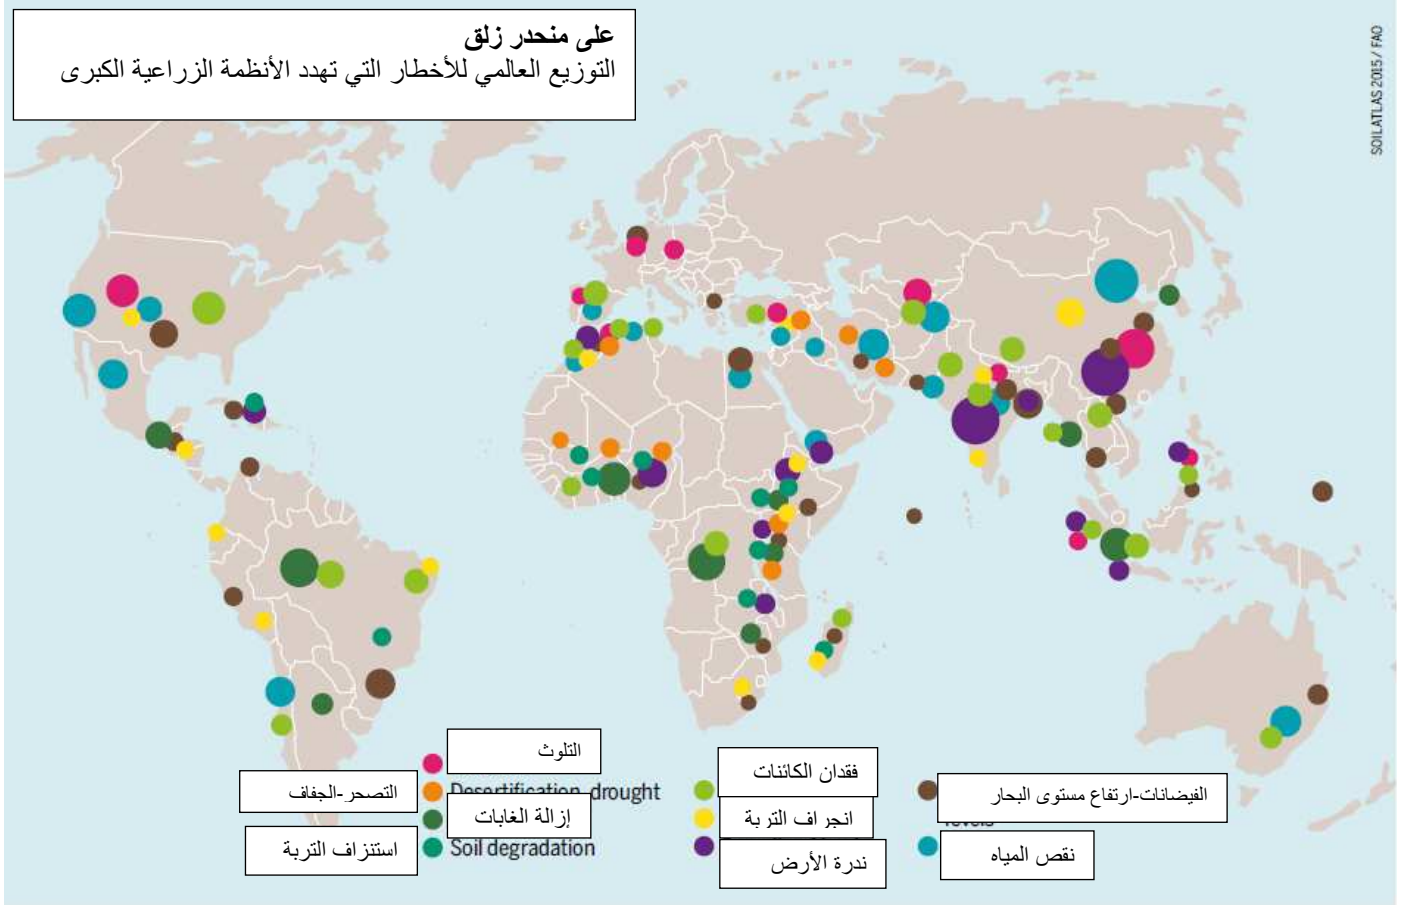 على منحدر زلق
التوزيع العالمي للأخطار التي تهدد الأنظمة الزراعية الكبرى
SOILATLAS 2015 / FAO
التلوث
التصحر-الجفاف
Desertification, drought
إزالة الغابات
استنزاف التربة
Soil degradation
فقدان الكائنات
انجراف التربة
ندرة الأرض
الفيضانات-ارتفاع مستوى البحار
levels
نقص المياه